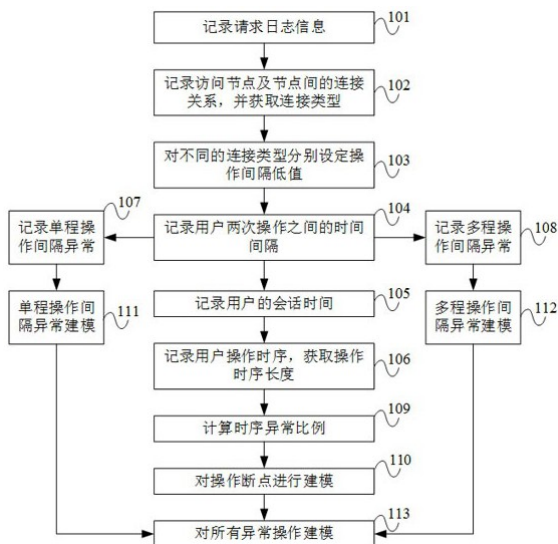 记录请求日志信息
101
记录访问节点及节点间的连接
关系，并获取连接类型
102
对不同的连接类型分别设定操
作间隔低值
103
107
记录单程操
作间隔异常
记录用户两次操作之间的时间
间隔
104
记录多程操
作间隔异常
108
单程操作间
隔异常建模
111
记录用户的会话时间
105
多程操作间
隔异常建模
112
记录用户操作时序，获取操作
时序长度
106
计算时序异常比例
109
对操作断点进行建模
110
对所有异常操作建模
113